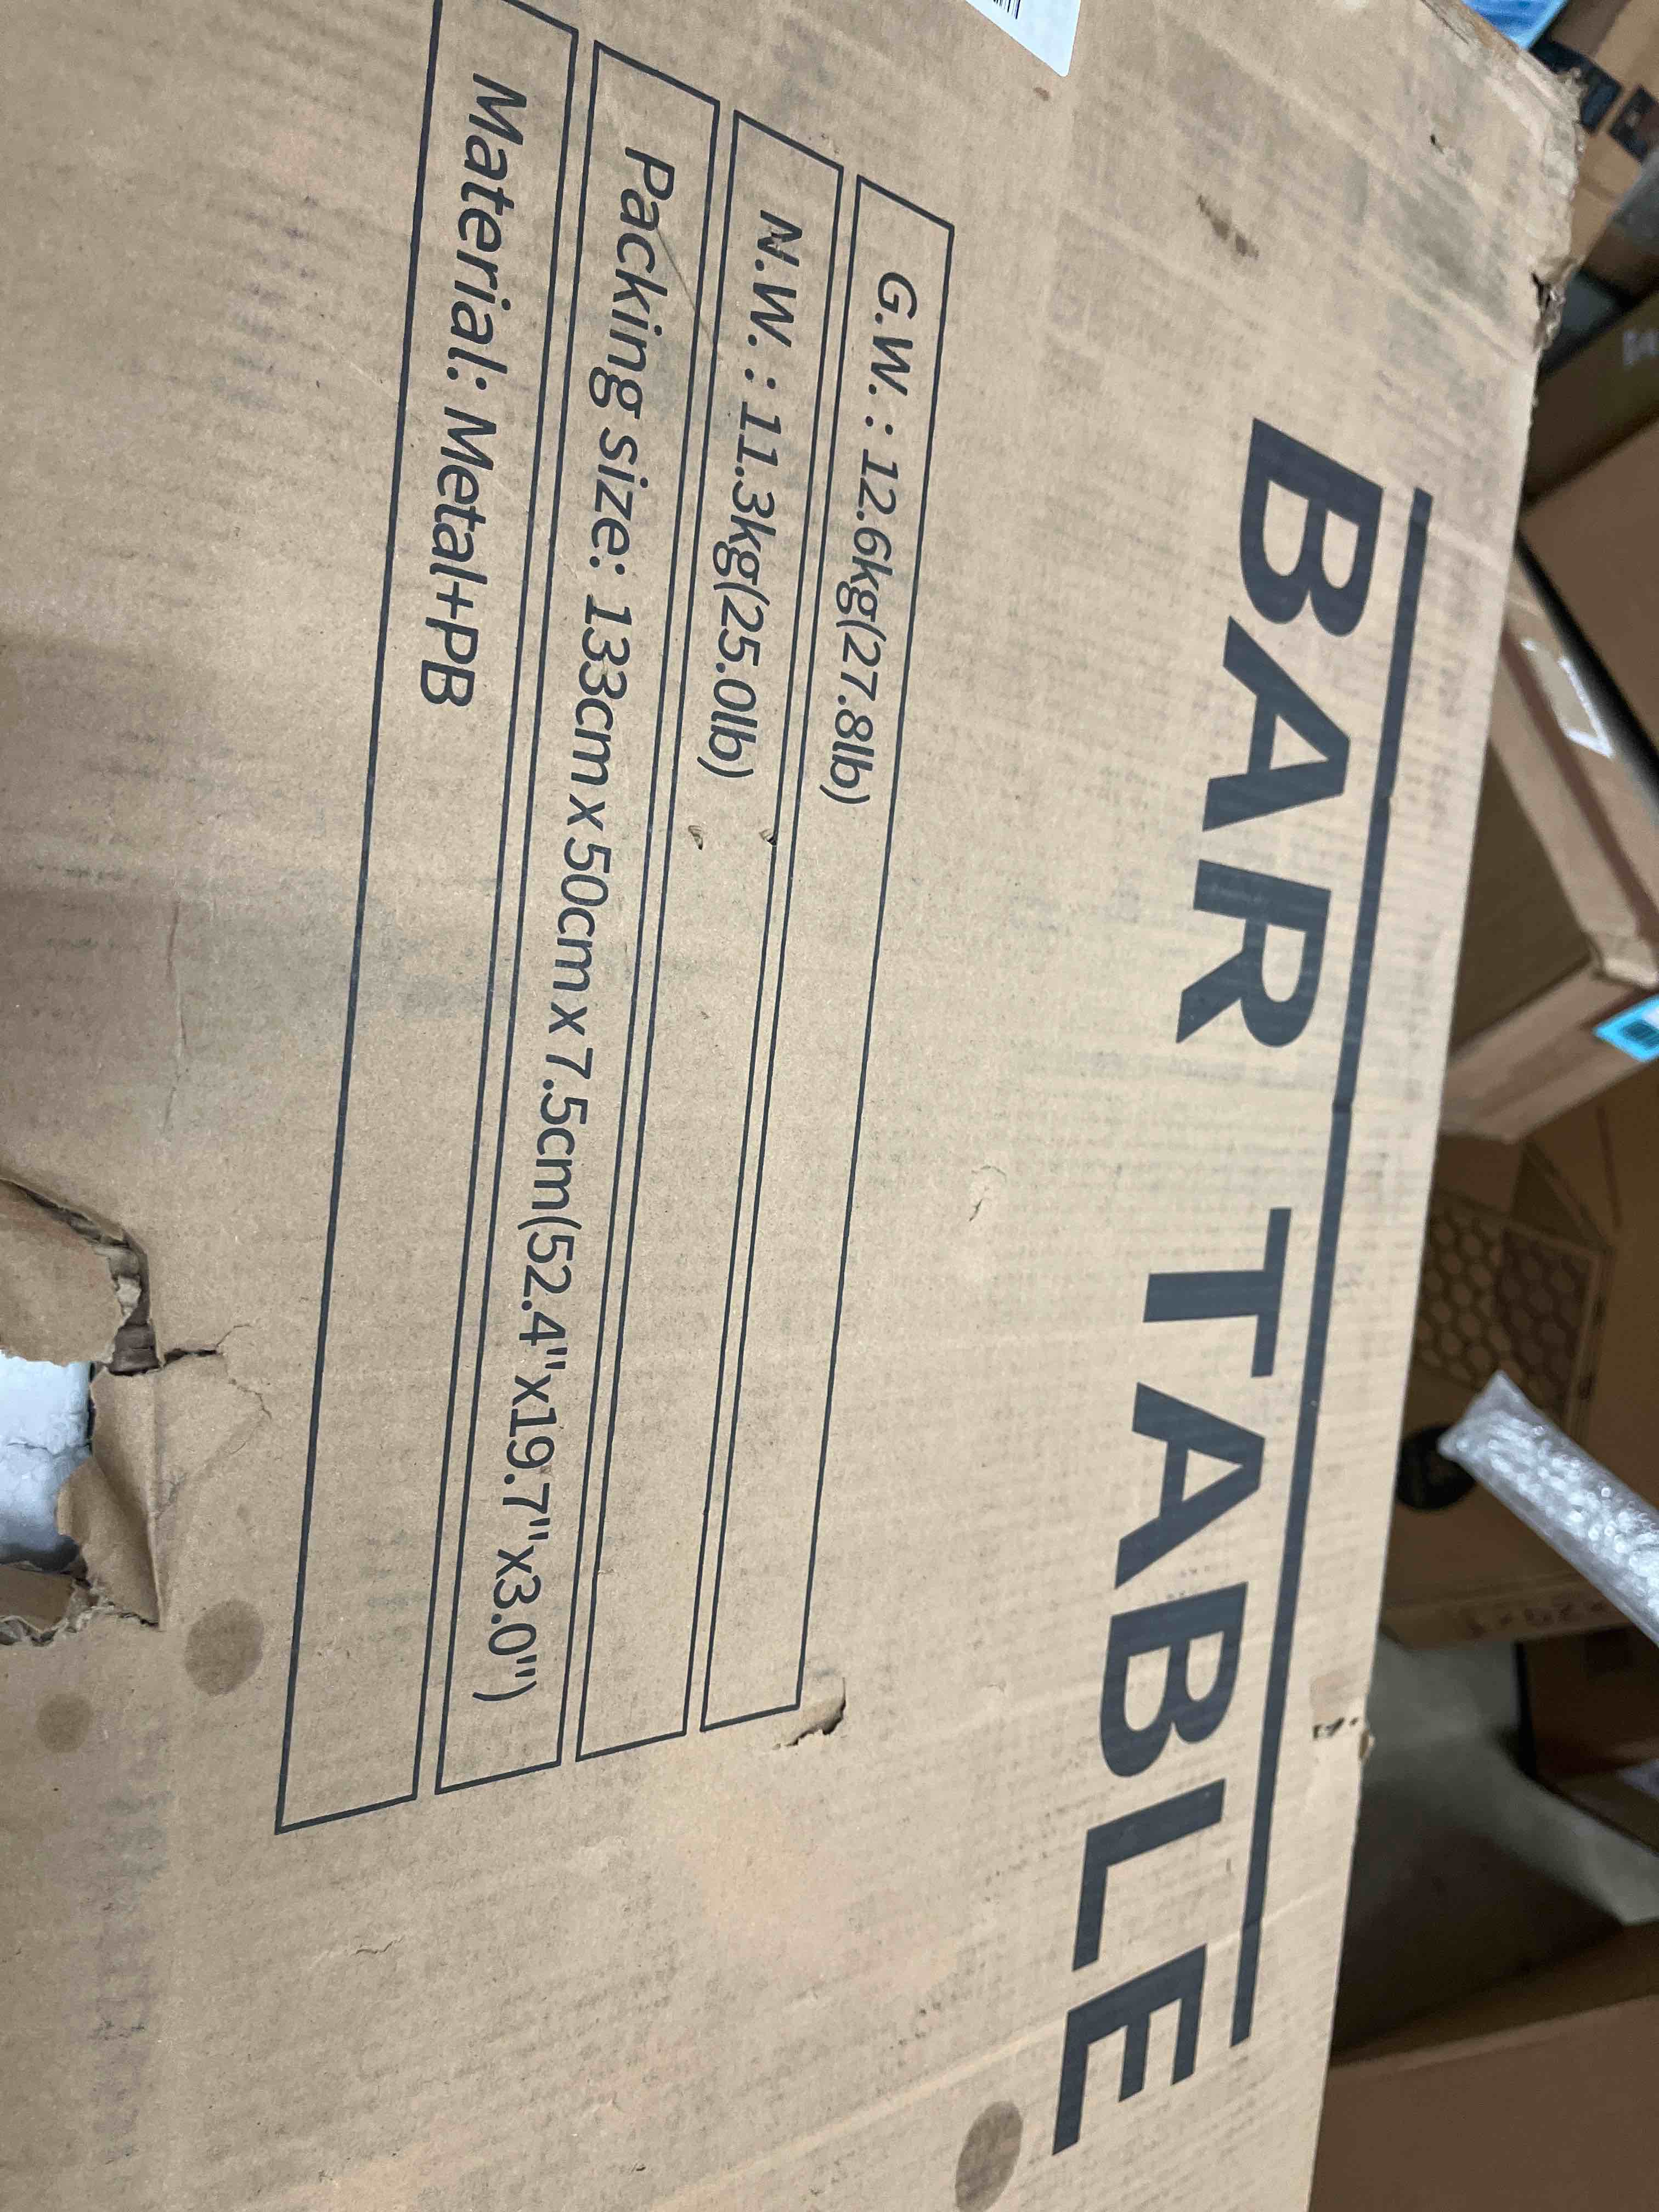 BAR TABLE
G.W. : 12.6kg(27.8lb)
N.W. : 11.3kg(25.0lb)
Packing size: 133cm x 50cm x 7.5cm(52.4"x19.7"x3.0")
Material: Metal+PB